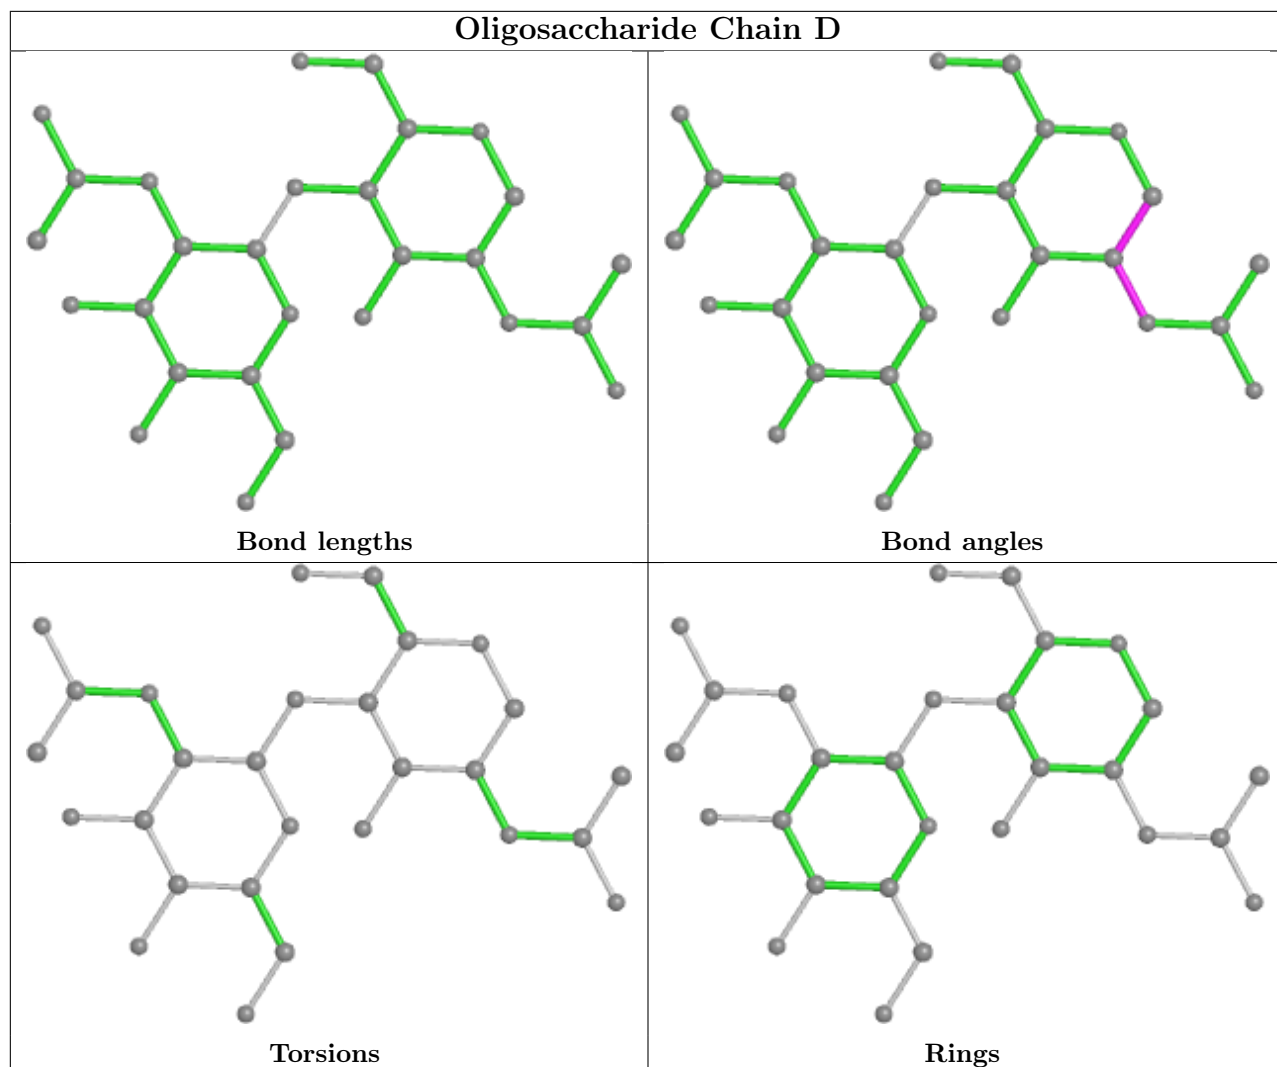 Oligosaccharide Chain D
Bond lengths
Bond angles
Torsions
Rings